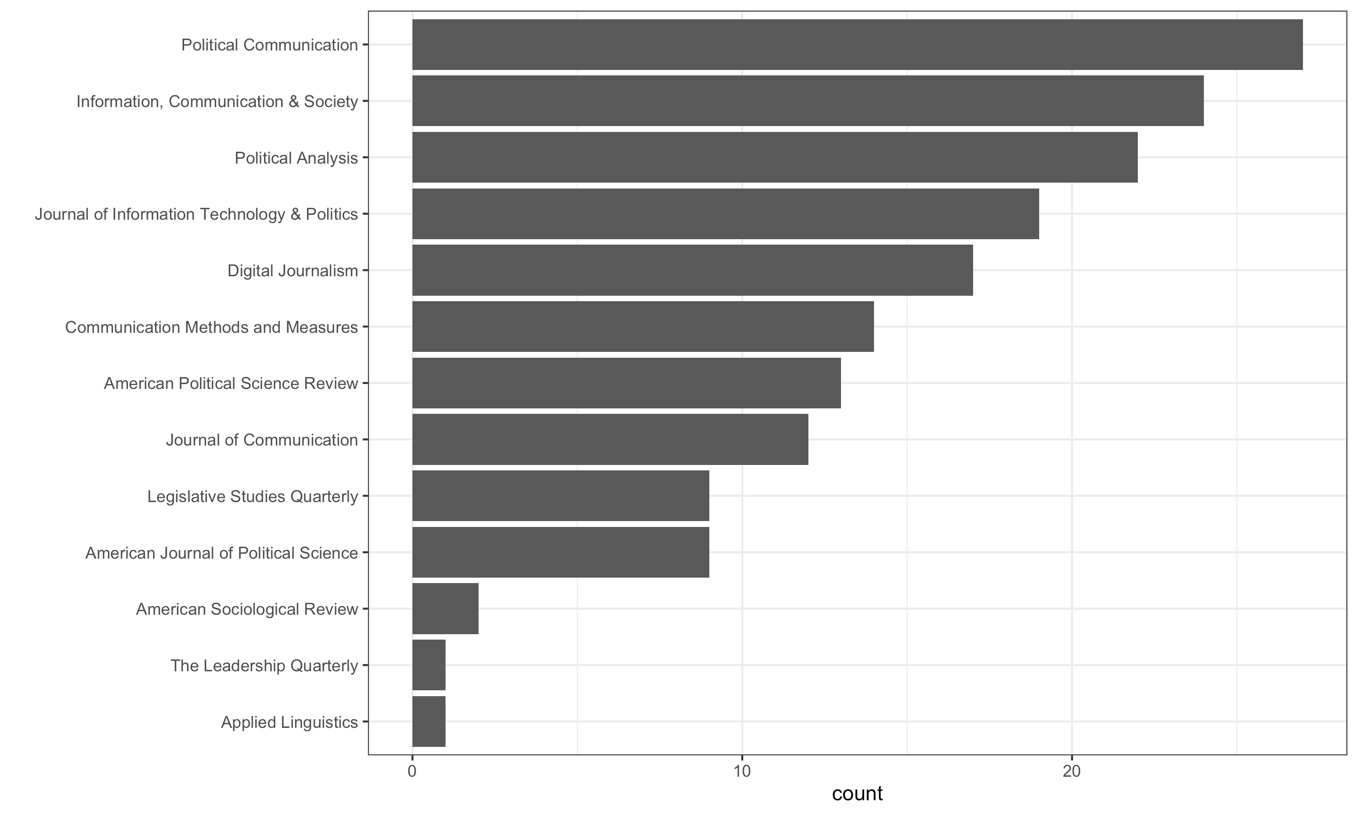 Political Communication
Information, Communication & Society
Political Analysis
Journal of Information Technology & Politics
Digital Journalism
Communication Methods and Measures
American Political Science Review
Journal of Communication
Legislative Studies Quarterly
American Journal of Political Science
American Sociological Review
The Leadership Quarterly
Applied Linguistics
0 10 20
count